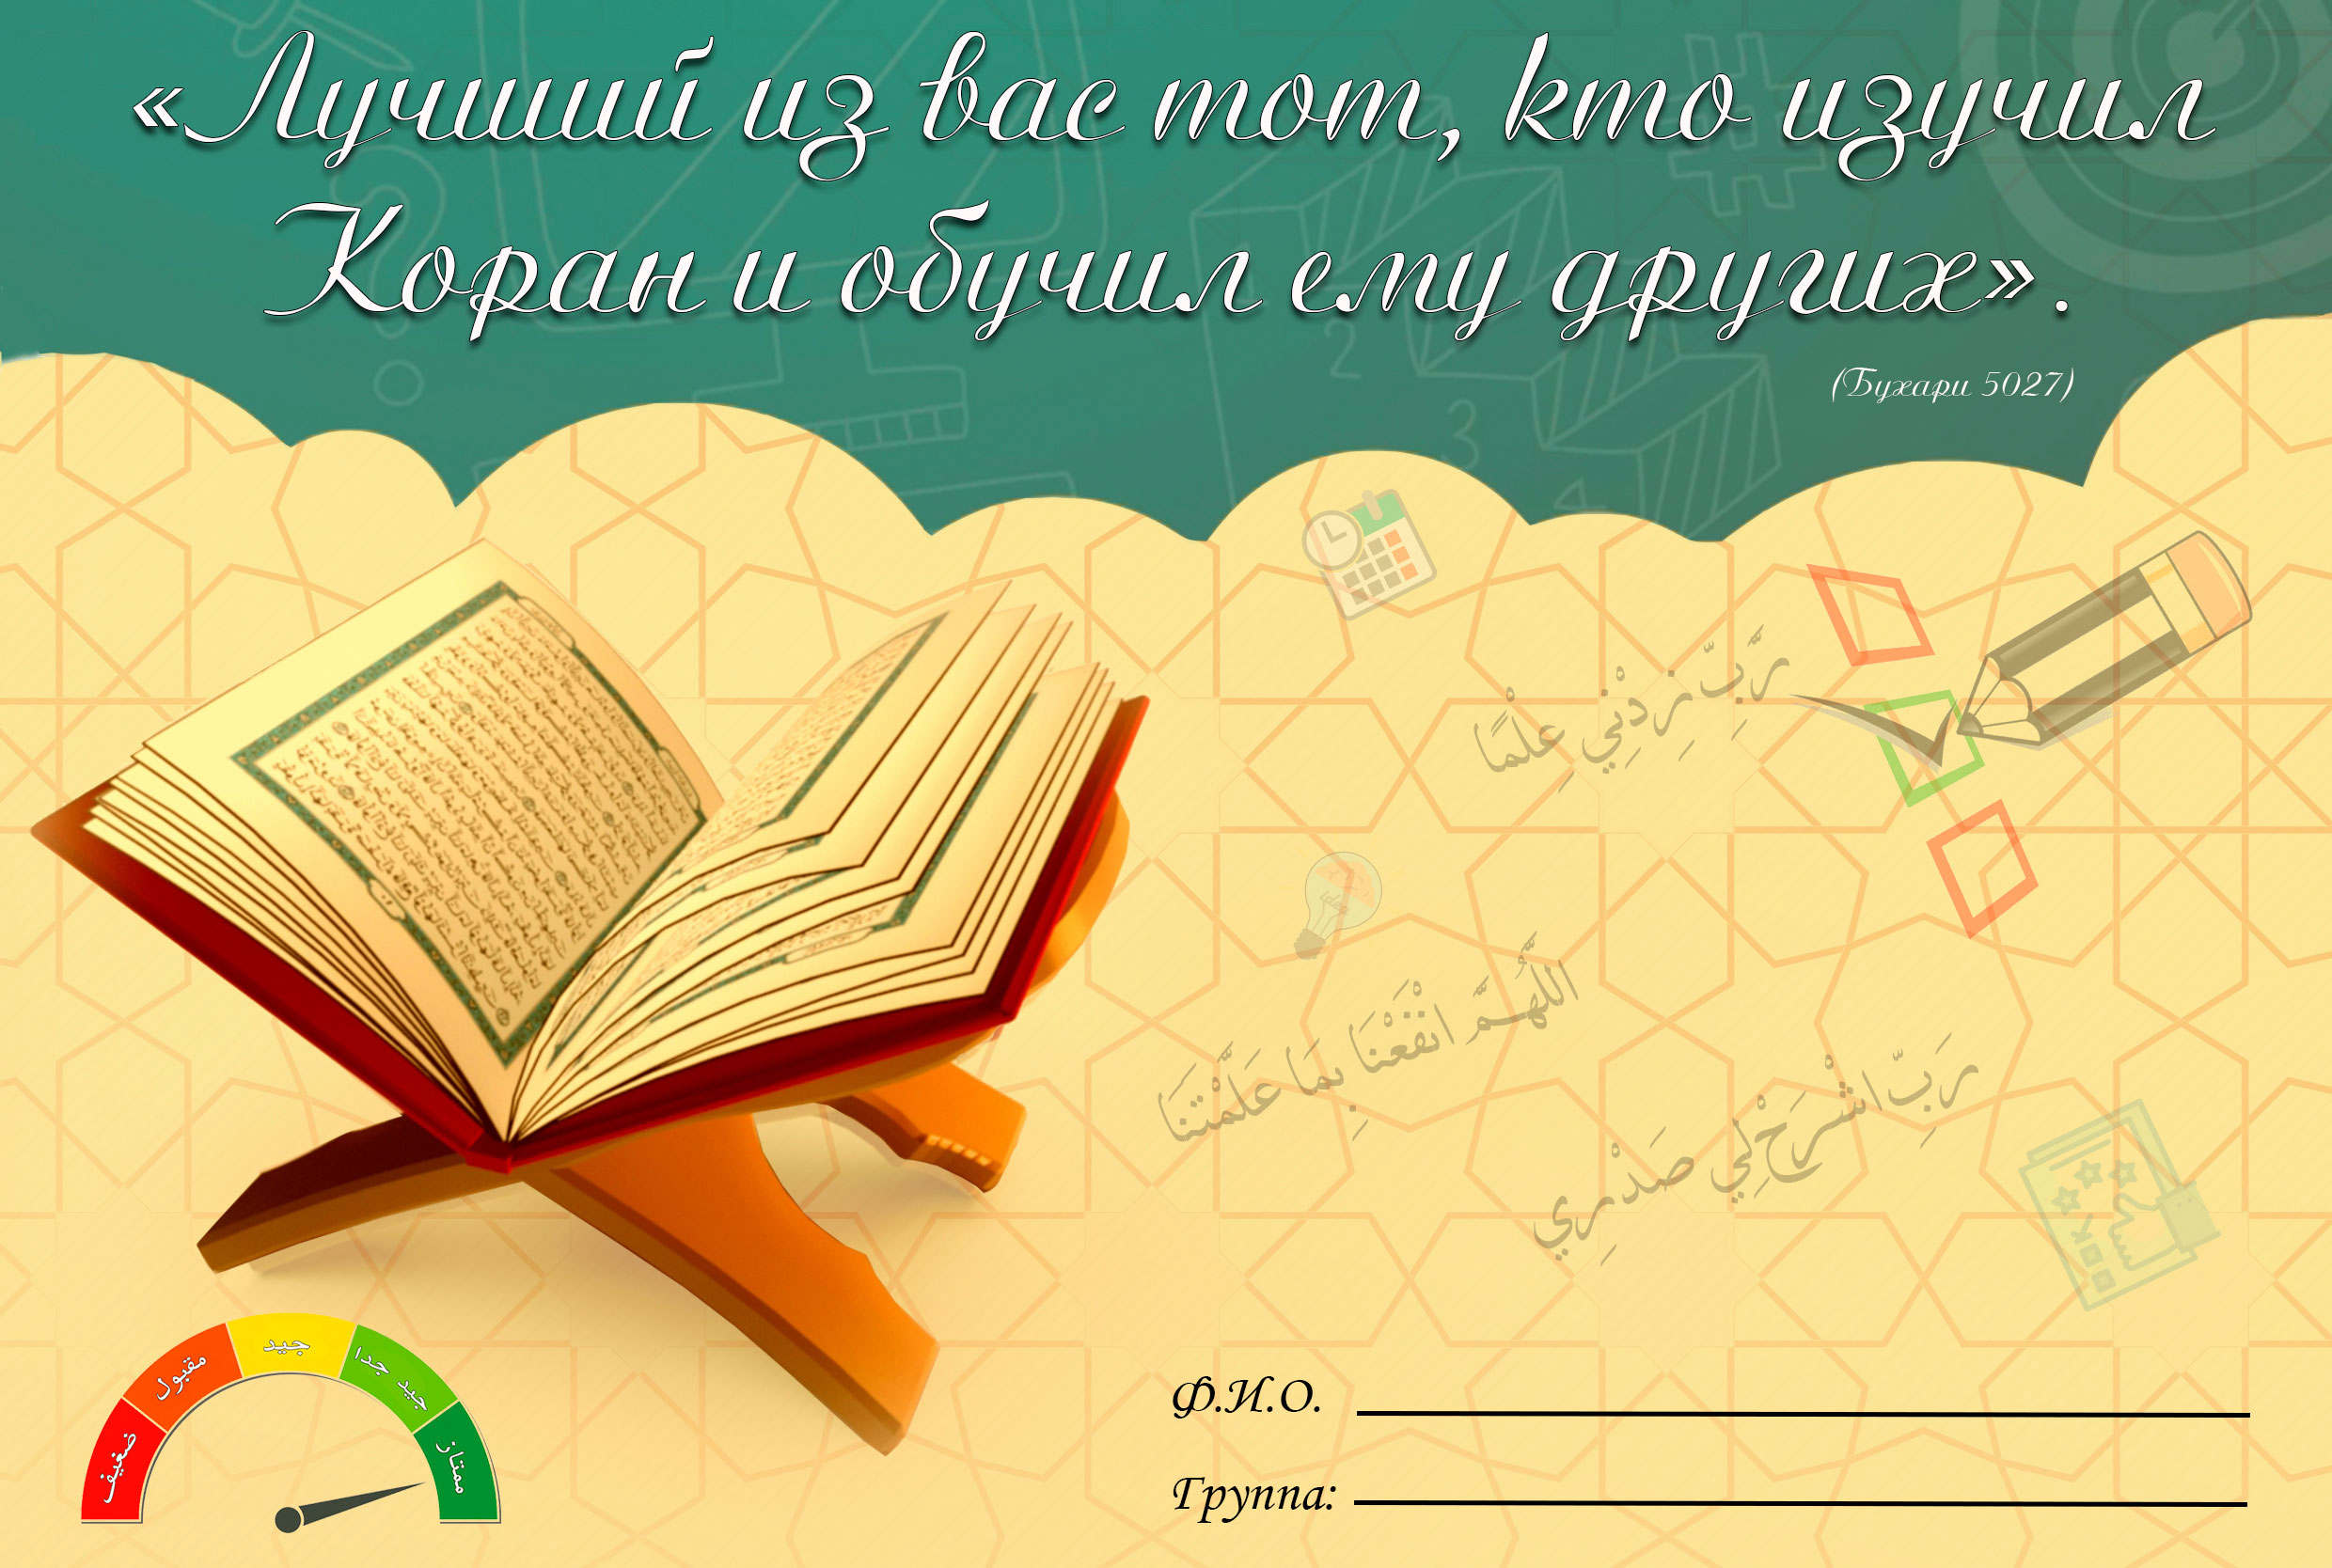 «Лучший из вас тот, кто изучил
Коран и обучил ему других» .
(Бухари 5027)
رَبِّ زِدْنِي عِلْمًا
اللَّهُمَّ انْفَعْنَا بِمَا عَلَّمْتَنَا
رَبِّ اشْرَحْ لِي صَدْرِي
ضعيف
مقبول
جيد
جيد جدا
ممتاز
Ф.И.О.
Группа: